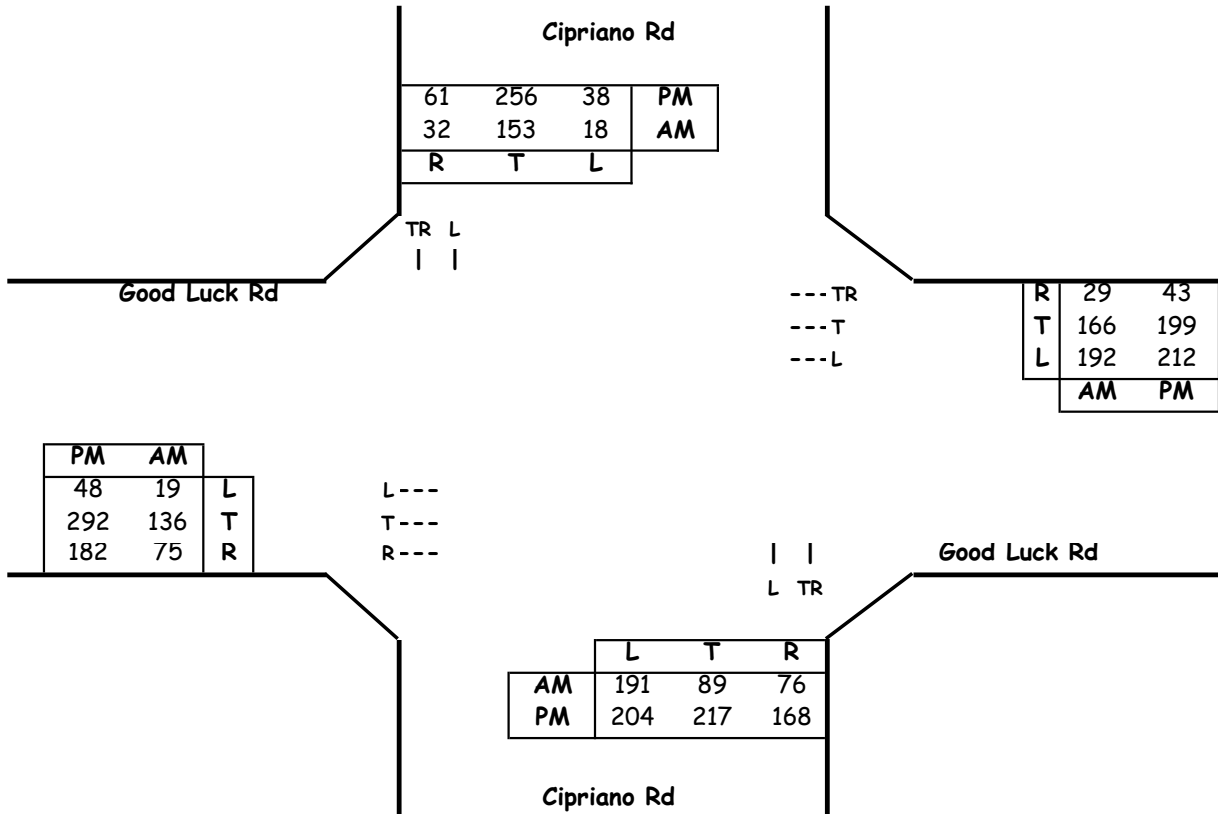 Cipriano Rd
61 256 38 PM
32 153 18 AM
R T L
TR L
Good Luck Rd
---TR
---T
---L
R 29 43
T 166 199
L 192 212
AM PM
PM AM
48 19 L
292 136 T
182 75 R
L---
T---
R---
L TR
Good Luck Rd
L T R
AM 191 89 76
PM 204 217 168
Cipriano Rd